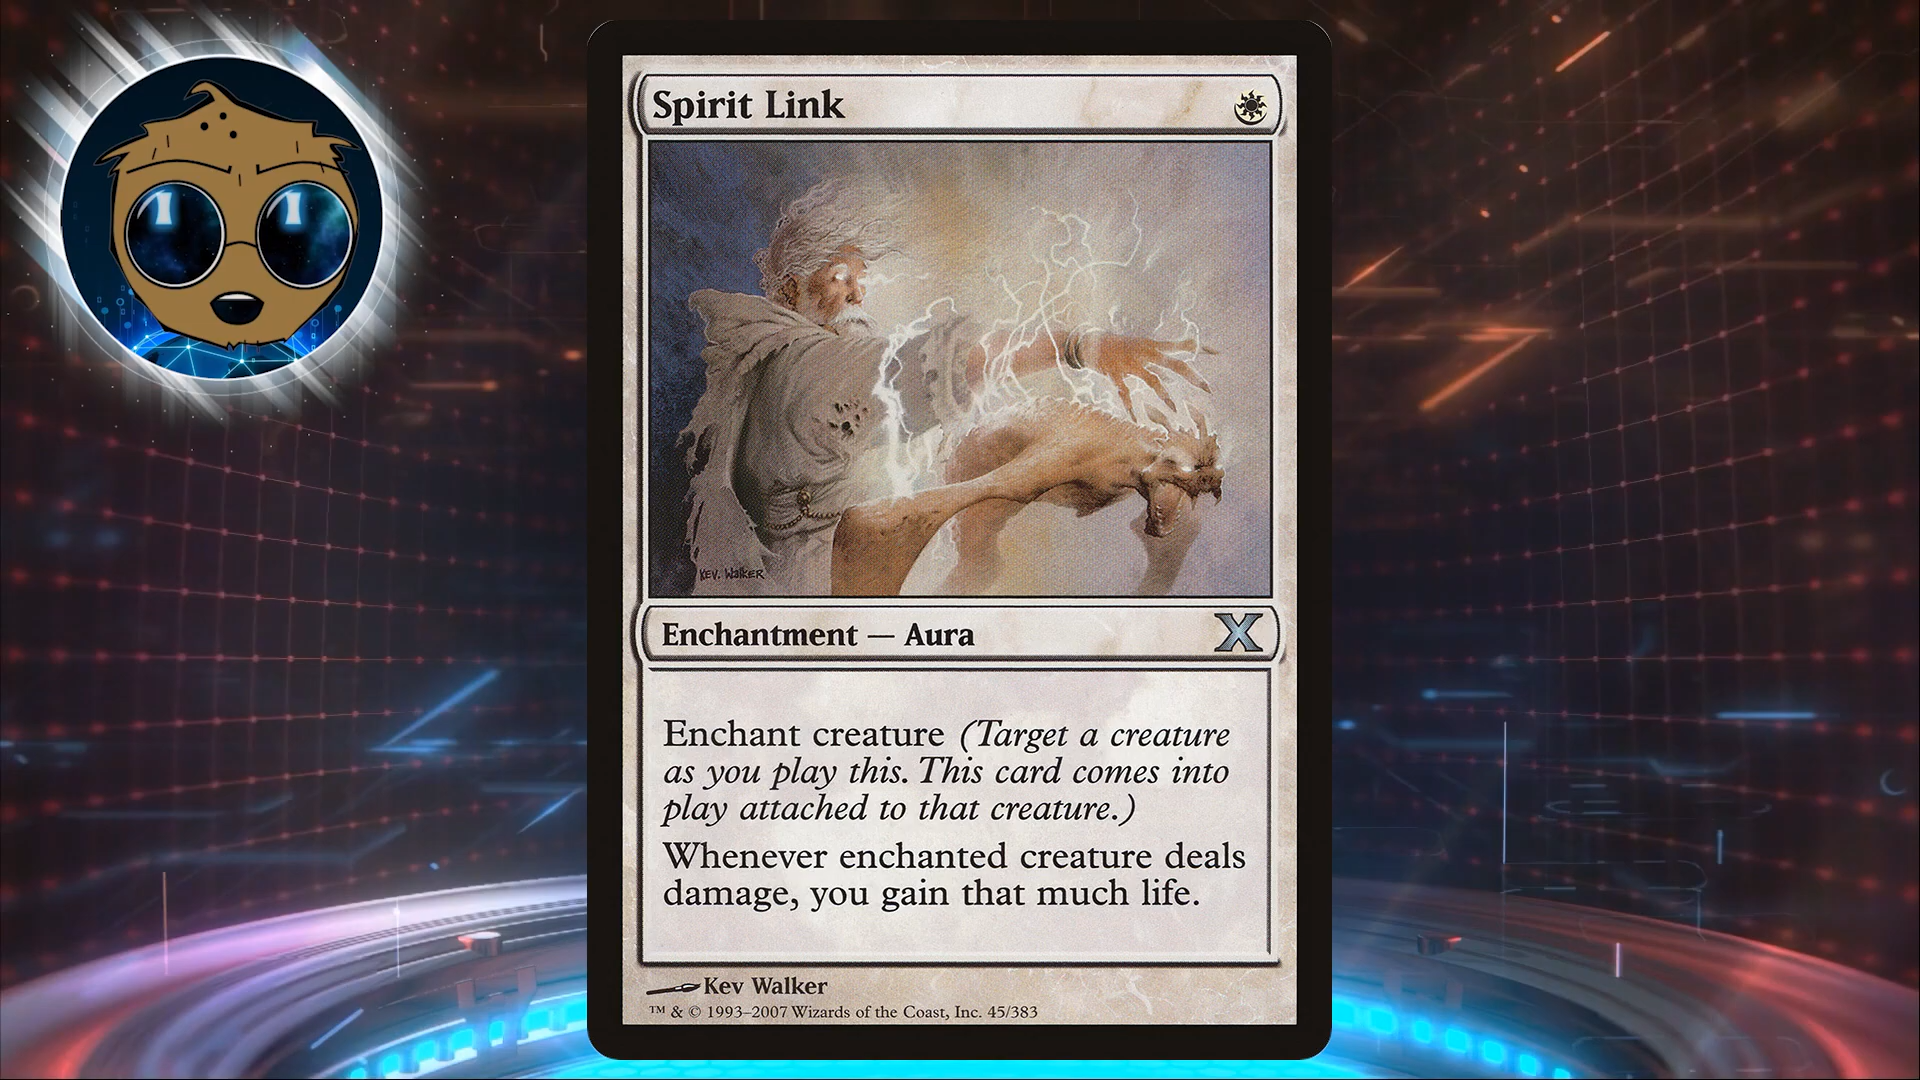 Spirit Link
KEV. WALKER
Enchantment — Aura
Enchant creature (Target a creature
as you play this. This card comes into
play attached to that creature.)
Whenever enchanted creature deals
damage, you gain that much life.
Kev Walker
™ & © 1993–2007 Wizards of the Coast, Inc. 45/383